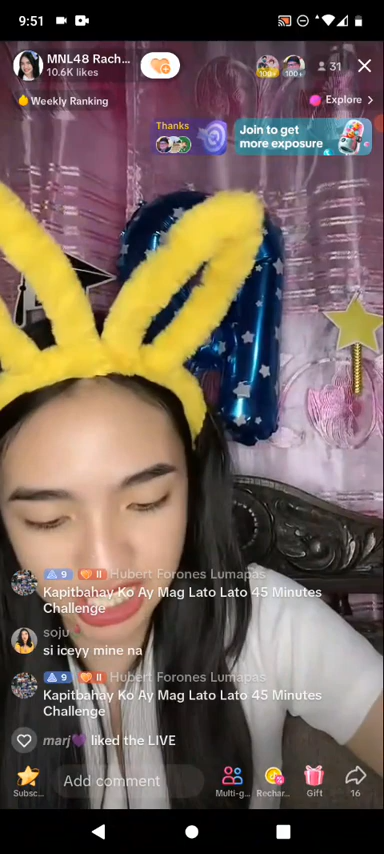 9:51
MNL48 Rach...
10.6K likes
100+
100+
31
Weekly Ranking
Explore >
Thanks
Join to get
more exposure
9 II Hubert Forones Lumapas
Kapitbahay Ko Ay Mag Lato Lato 45 Minutes
Challenge
soju
si iceyy mine na
9 II Hubert Forones Lumapas
Kapitbahay Ko Ay Mag Lato Lato 45 Minutes
Challenge
marj💜 liked the LIVE
Add comment
Subsc...
Multi-g...
Rechar...
Gift
16